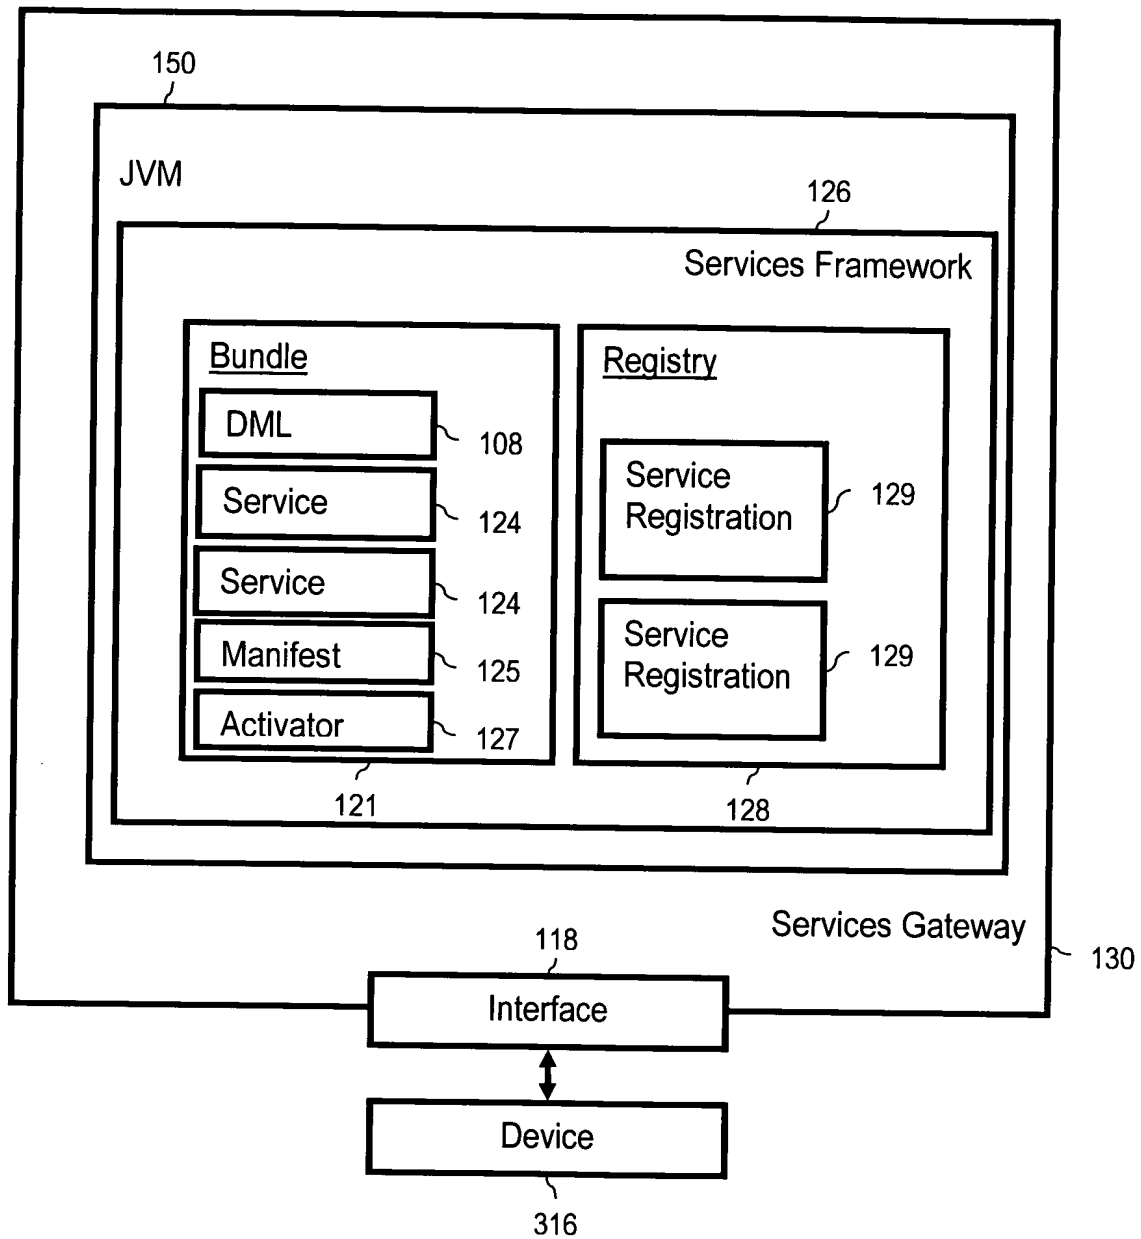 150
JVM
126
Services Framework
Bundle
DML
108
Service
124
Service
124
Manifest
125
Activator
127
121
Registry
Service
Registration
129
Service
Registration
129
128
Services Gateway
130
118
Interface
Device
316